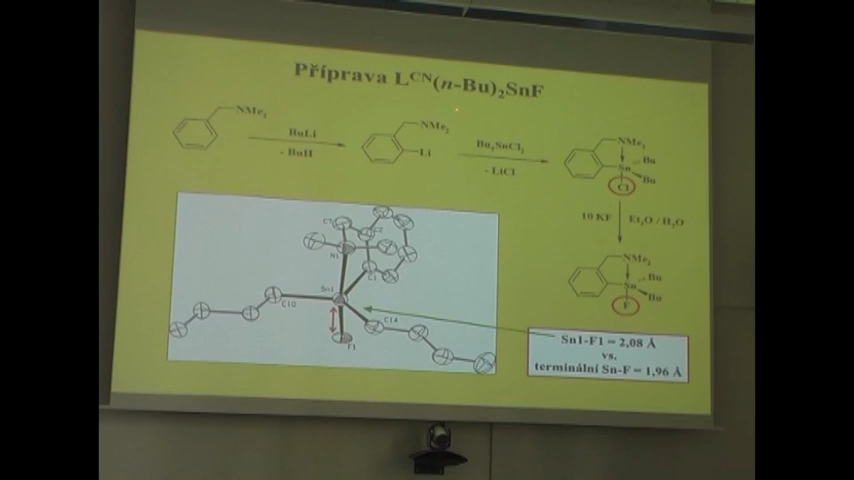 Příprava L^CN(n-Bu)₂SnF
NMe₂
BuLi
- BuH
NMe₂
Li
Bu₂SnCl₂
- LiCl
NMe₂
Bu
Sn
Bu
Cl
10 KF
Et₂O / H₂O
NMe₂
Bu
Sn
Bu
F
C7
C2
N1
C1
Sn1
C10
C14
F1
Sn1-F1 = 2,08 Å
vs.
terminální Sn-F = 1,96 Å